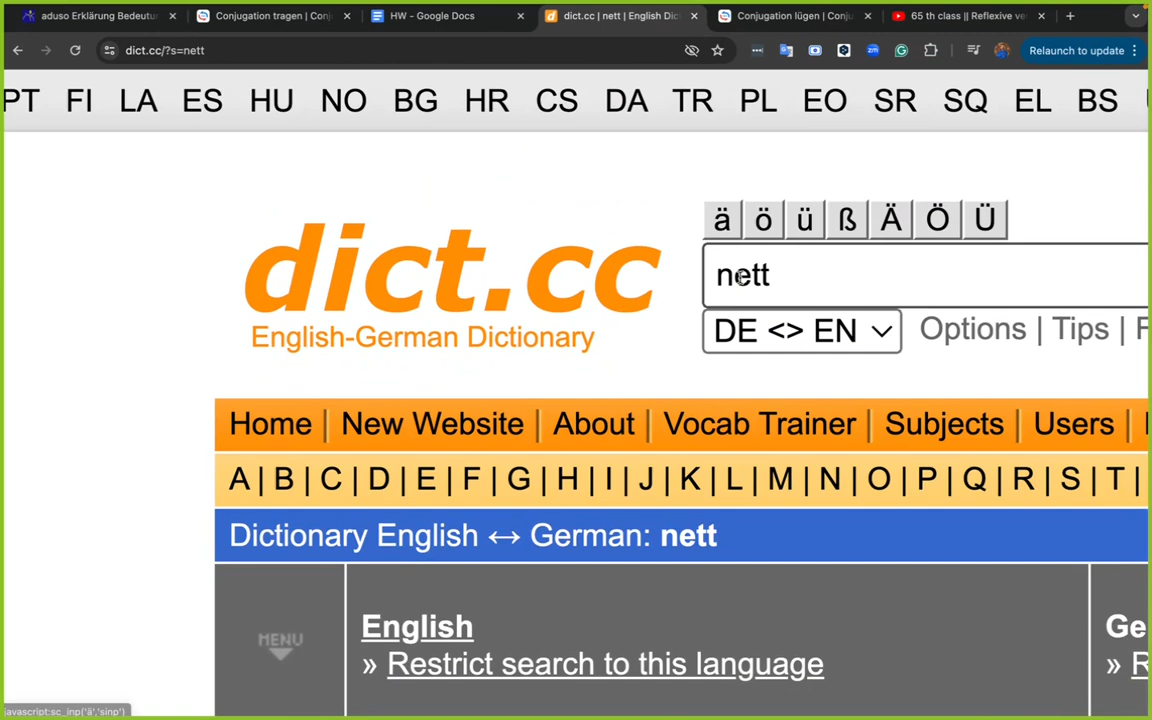 aduso Erklärung Bedeutu
Conjugation tragen | Conj
HW - Google Docs
dict.cc | nett | English Dic
Conjugation lügen | Conju
65 th class || Reflexive ve
dict.cc/?s=nett
Relaunch to update
PT FI LA ES HU NO BG HR CS DA TR PL EO SR SQ EL BS
ä ö ü ß Ä Ö Ü
dict.cc
English-German Dictionary
nett
DE <> EN
Options | Tips | F
Home | New Website | About | Vocab Trainer | Subjects | Users |
A | B | C | D | E | F | G | H | I | J | K | L | M | N | O | P | Q | R | S | T |
Dictionary English ↔ German: nett
MENU
English
» Restrict search to this language
Ge
» R
javascript:sc_inp('ä','sinp')